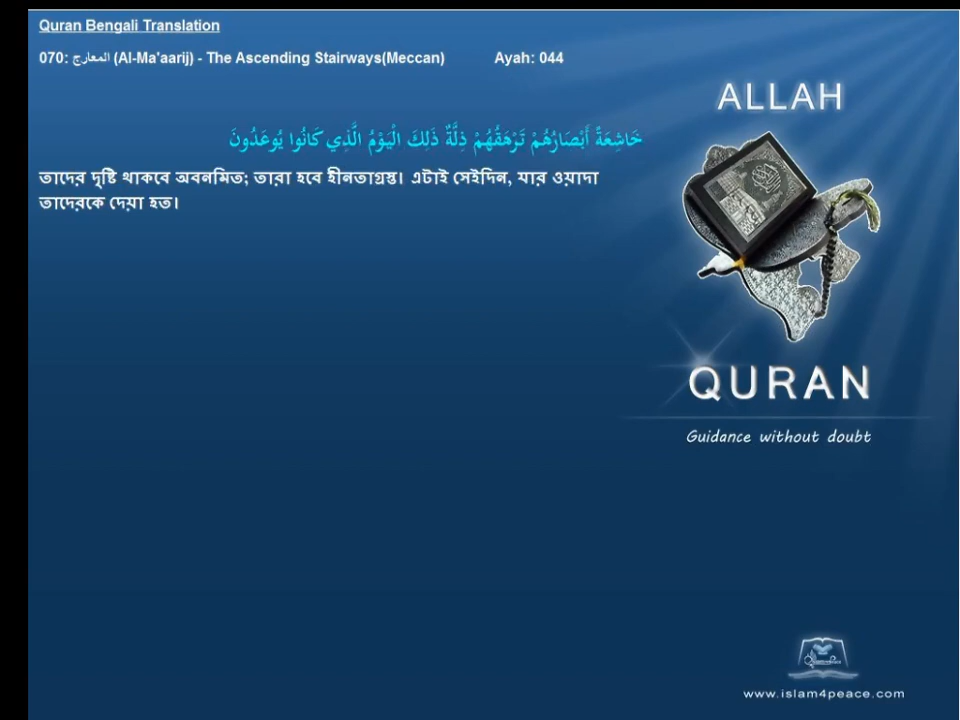 Quran Bengali Translation
070: المعارج (Al-Ma'aarij) - The Ascending Stairways(Meccan) Ayah: 044
خَاشِعَةً أَبْصَارُهُمْ تَرْهَقُهُمْ ذِلَّةٌ ذَلِكَ الْيَوْمُ الَّذِي كَانُوا يُوعَدُونَ
তাদের দৃষ্টি থাকবে অবনমিত; তারা হবে হীনতাগ্রস্ত। এটাই সেইদিন, যার ওয়াদা
তাদেরকে দেয়া হত।
ALLAH
QURAN
Guidance without doubt
www.islam4peace.com